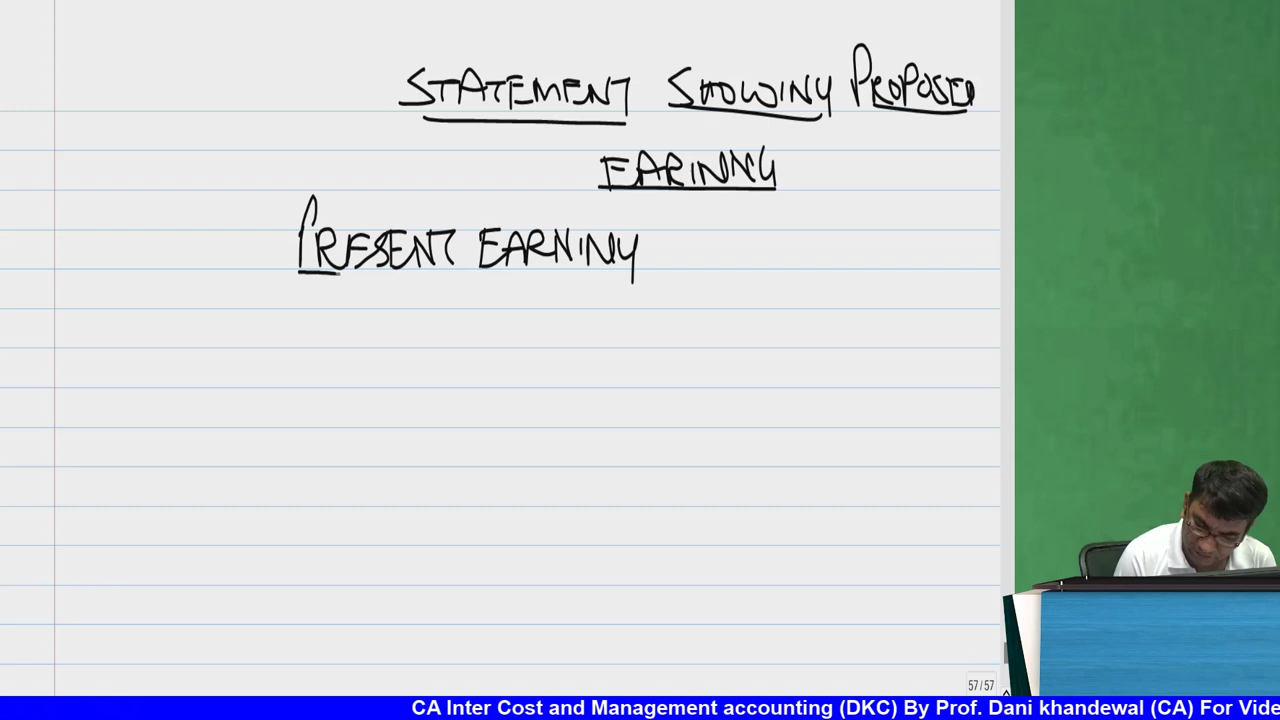 STATEMENT SHOWING PROPOSED
EARINNG
PRESENT EARNING
57/57
CA Inter Cost and Management accounting (DKC) By Prof. Dani khandewal (CA) For Vide